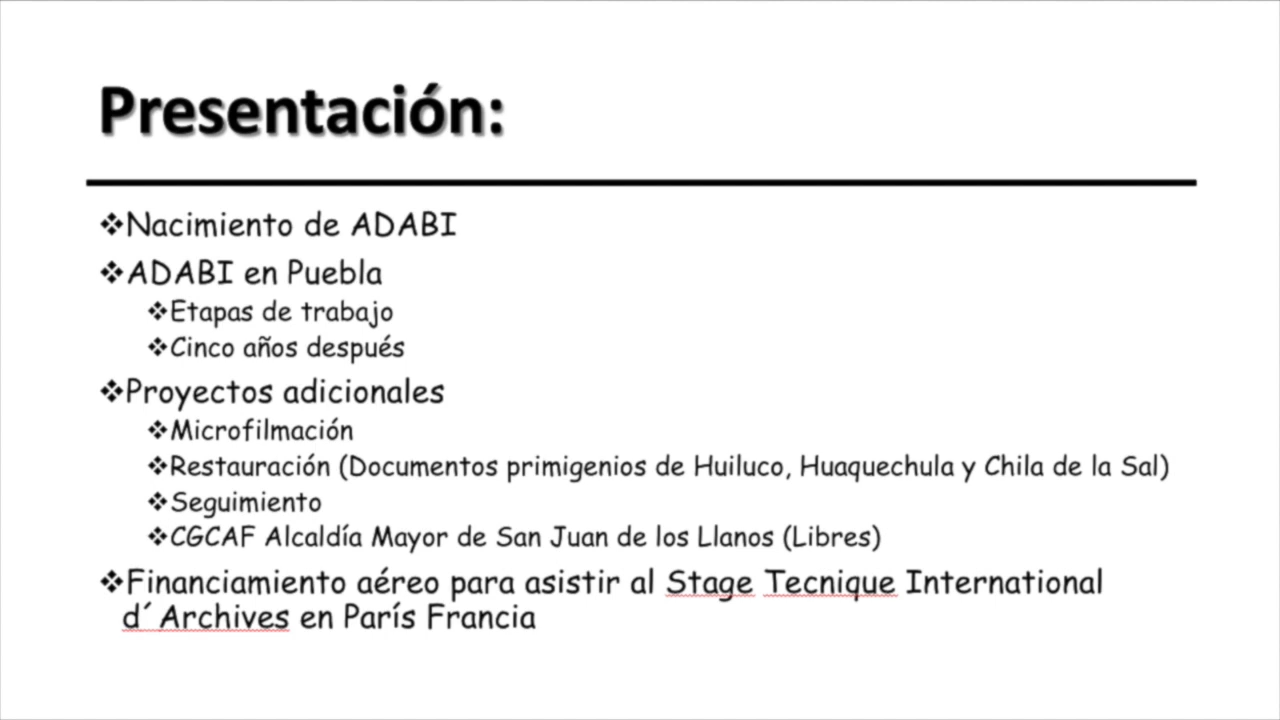 Presentación:
❖Nacimiento de ADABI
❖ADABI en Puebla
❖Etapas de trabajo
❖Cinco años después
❖Proyectos adicionales
❖Microfilmación
❖Restauración (Documentos primigenios de Huiluco, Huaquechula y Chila de la Sal)
❖Seguimiento
❖CGCAF Alcaldía Mayor de San Juan de los Llanos (Libres)
❖Financiamiento aéreo para asistir al Stage Tecnique International
d´Archives en París Francia